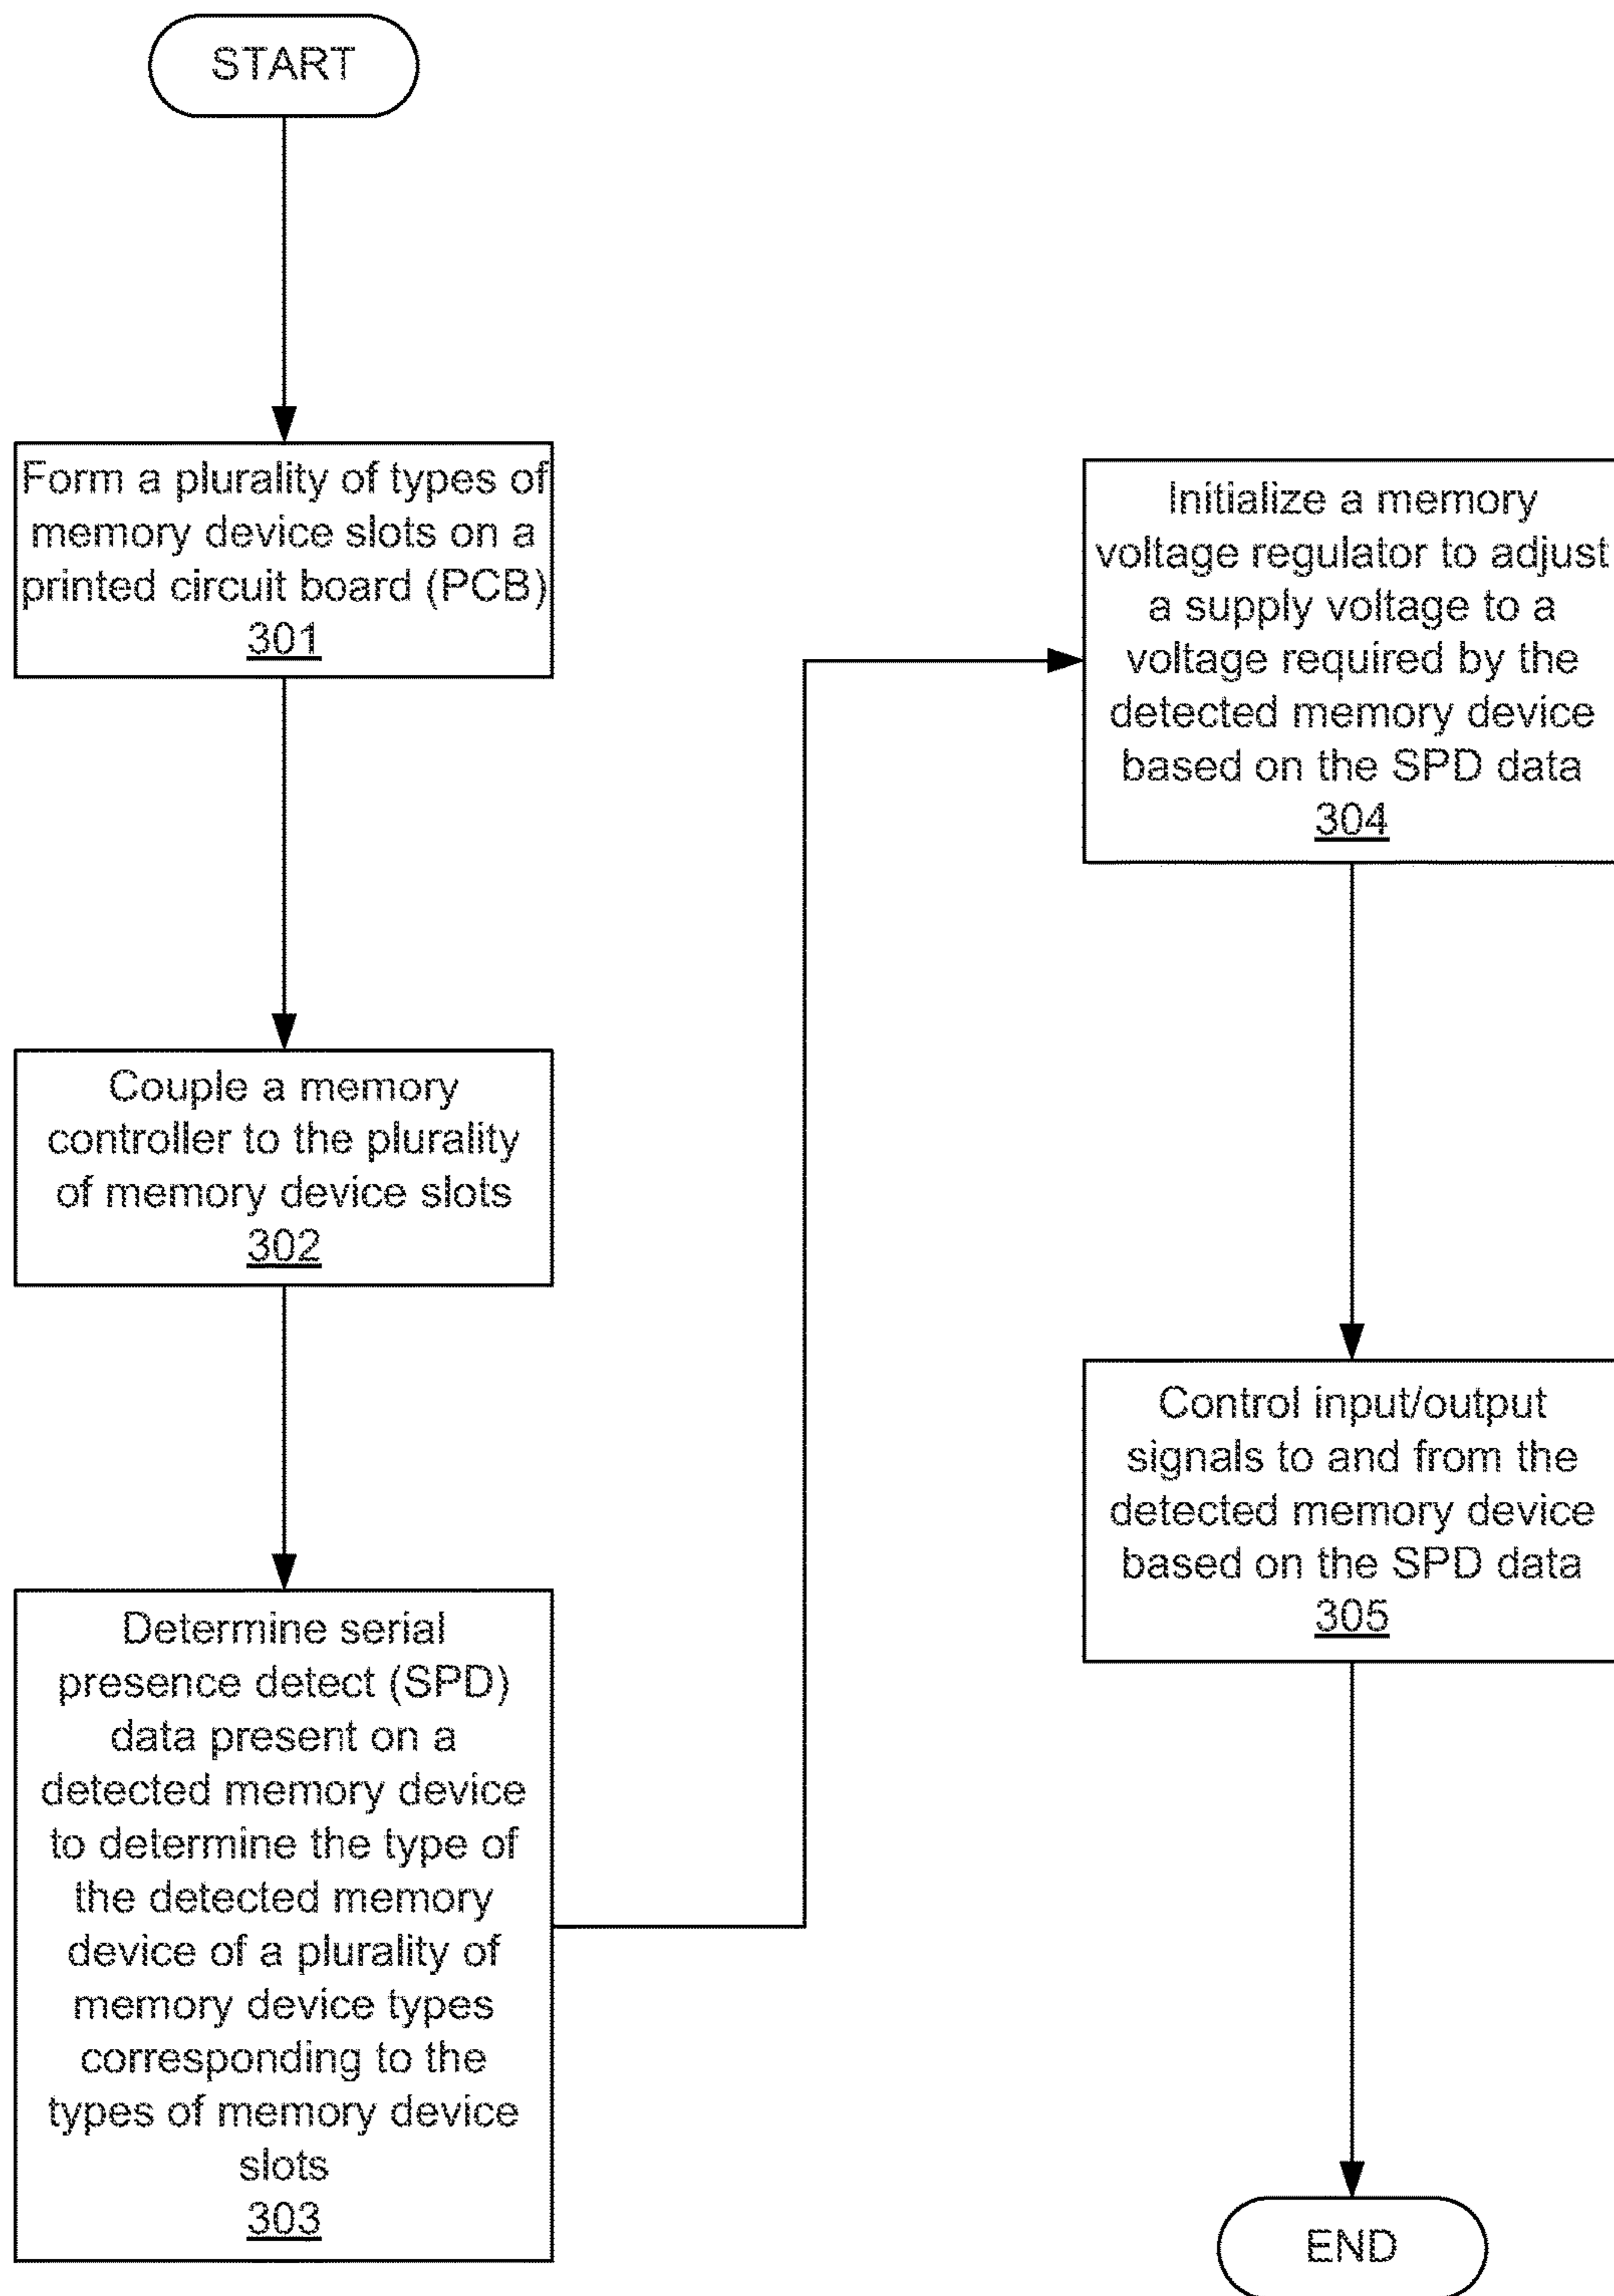 START
Form a plurality of types of
memory device slots on a
printed circuit board (PCB)
301
Couple a memory
controller to the plurality
of memory device slots
302
Determine serial
presence detect (SPD)
data present on a
detected memory device
to determine the type of
the detected memory
device of a plurality of
memory device types
corresponding to the
types of memory device
slots
303
Initialize a memory
voltage regulator to adjust
a supply voltage to a
voltage required by the
detected memory device
based on the SPD data
304
Control input/output
signals to and from the
detected memory device
based on the SPD data
305
END